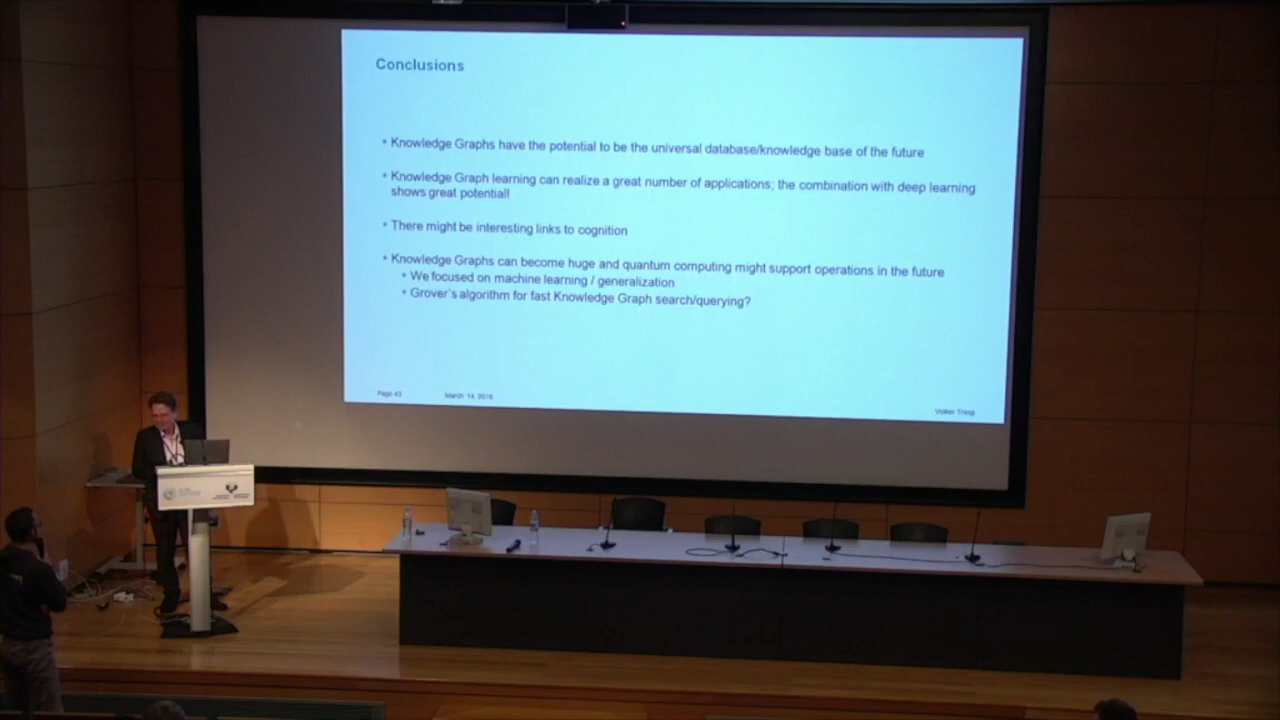 Conclusions
• Knowledge Graphs have the potential to be the universal database/knowledge base of the future
• Knowledge Graph learning can realize a great number of applications; the combination with deep learning
shows great potential!
• There might be interesting links to cognition
• Knowledge Graphs can become huge and quantum computing might support operations in the future
• We focused on machine learning / generalization
• Grover's algorithm for fast Knowledge Graph search/querying?
Page 43
March 14, 2018
Volker Tresp